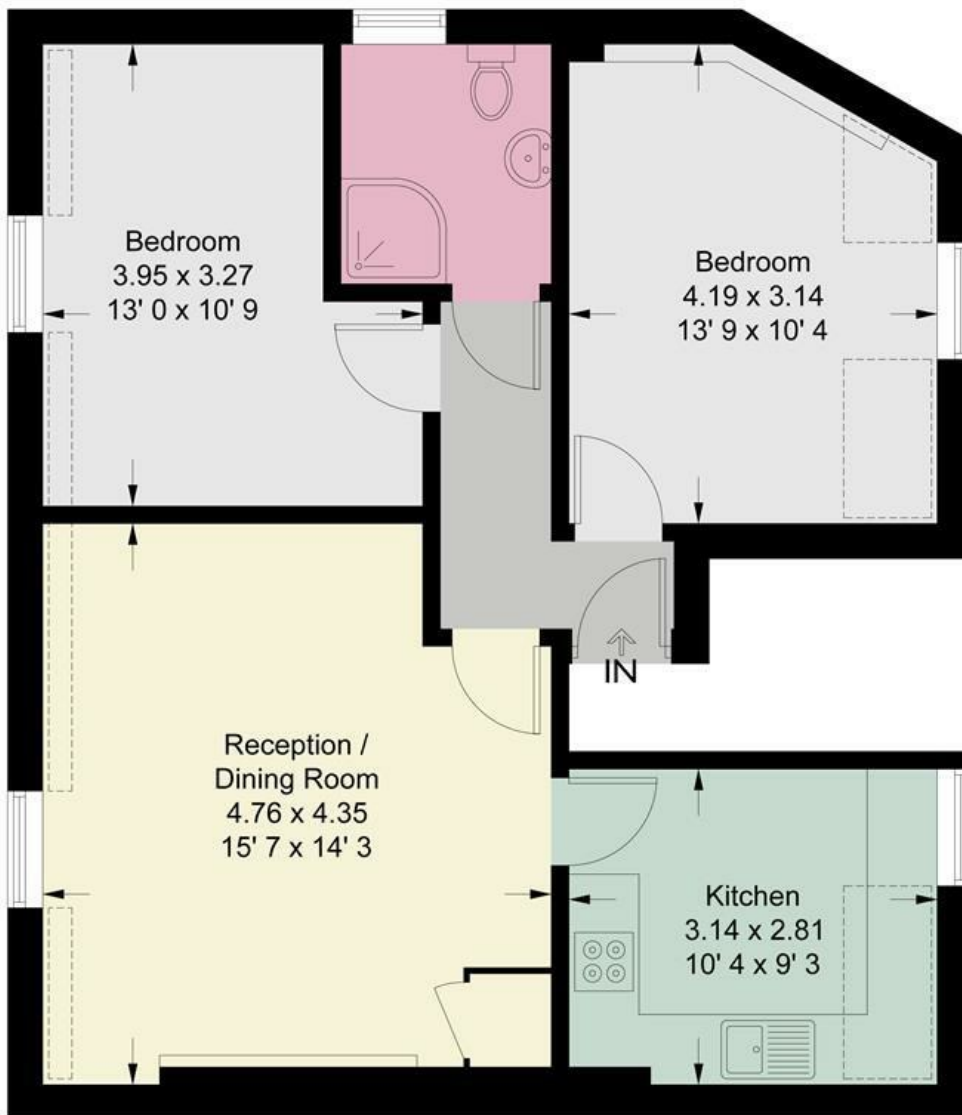 Bedroom
3.95 x 3.27
13' 0 x 10' 9
Bedroom
4.19 x 3.14
13' 9 x 10' 4
IN
Reception /
Dining Room
4.76 x 4.35
15' 7 x 14' 3
Kitchen
3.14 x 2.81
10' 4 x 9' 3